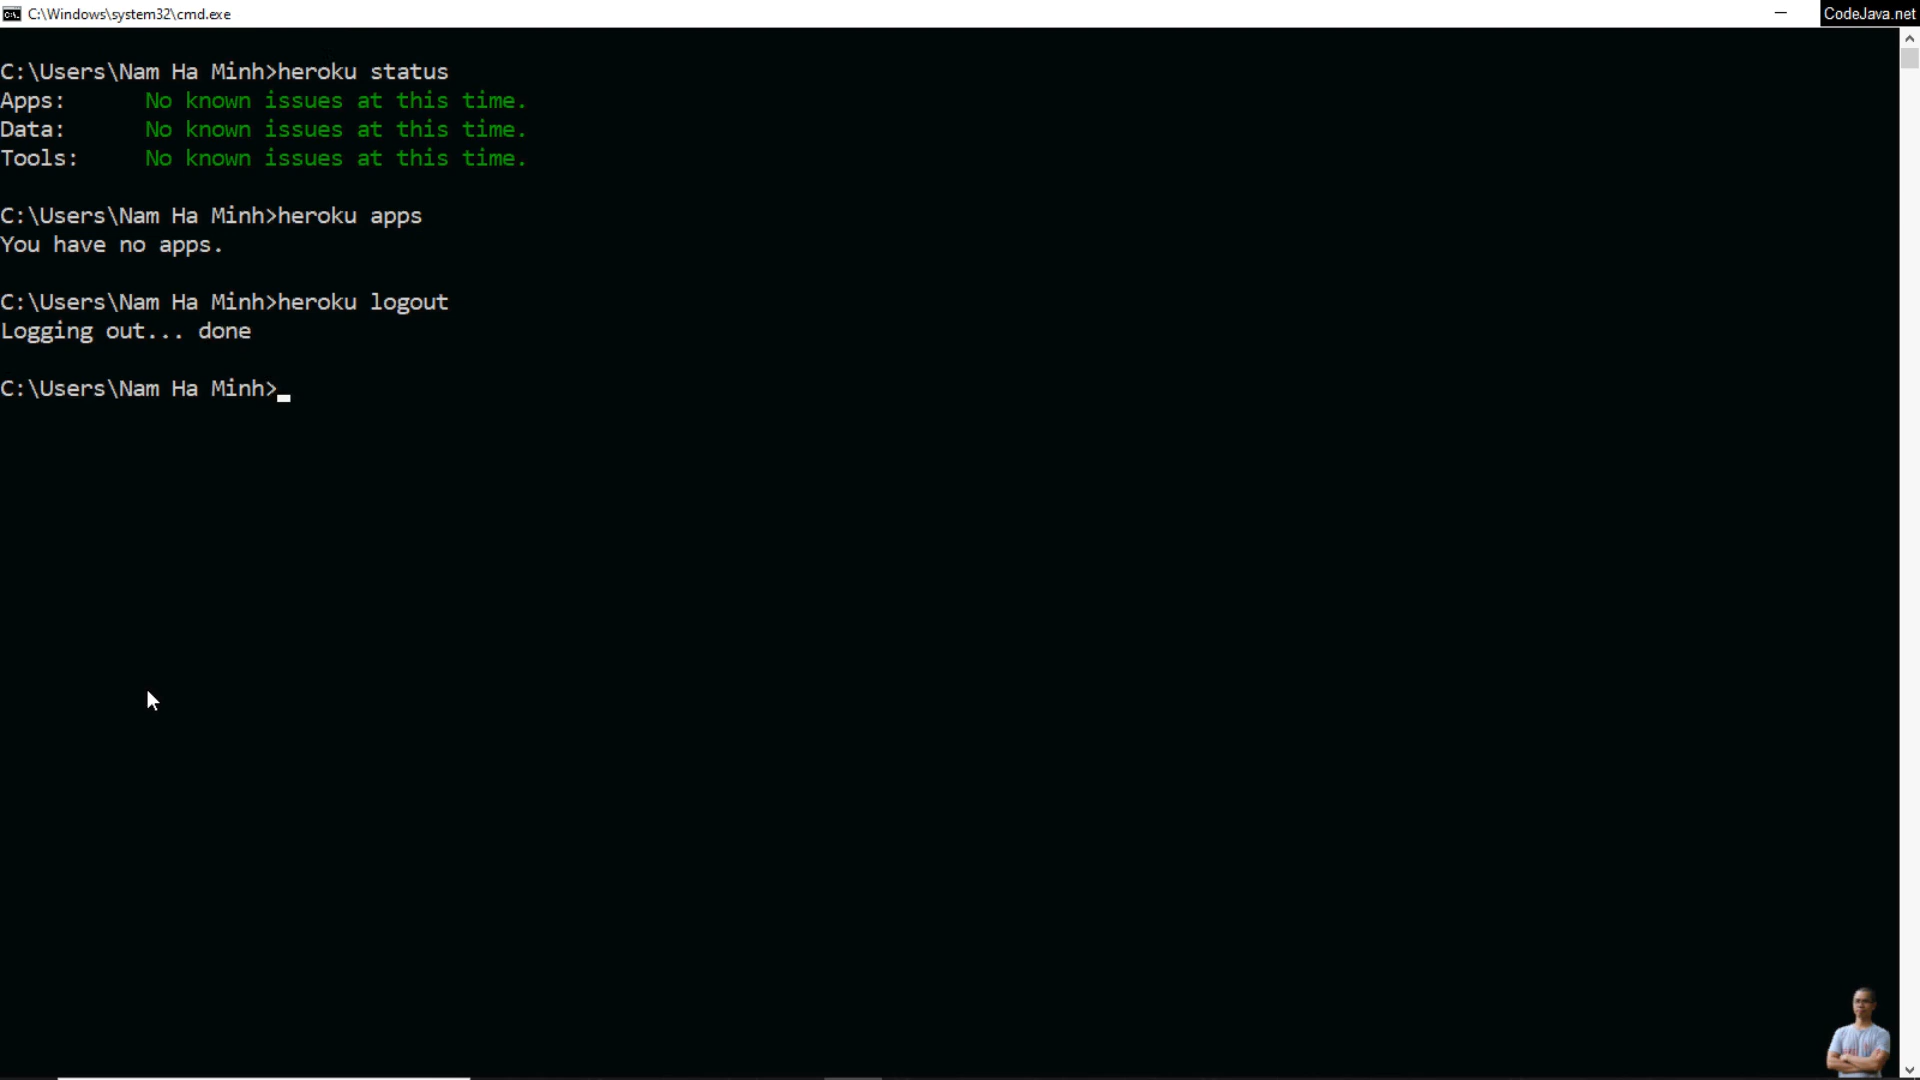 C:\Windows\system32\cmd.exe
CodeJava.net
C:\Users\Nam Ha Minh>heroku status
Apps: No known issues at this time.
Data: No known issues at this time.
Tools: No known issues at this time.
C:\Users\Nam Ha Minh>heroku apps
You have no apps.
C:\Users\Nam Ha Minh>heroku logout
Logging out... done
C:\Users\Nam Ha Minh>